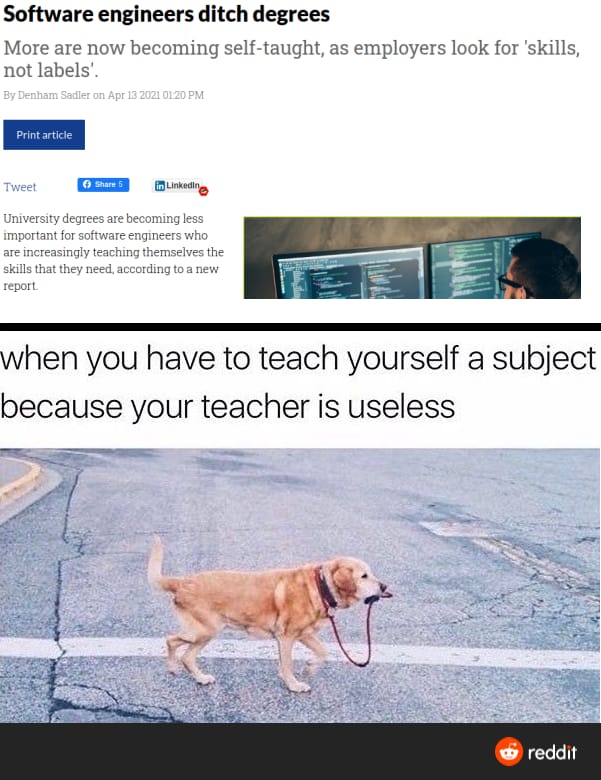 Software engineers ditch degrees
More are now becoming self-taught, as employers look for 'skills,
not labels'.
By Denham Sadler on Apr 13 2021 01:20 PM
Print article
Tweet
Share 5
LinkedIn
University degrees are becoming less
important for software engineers who
are increasingly teaching themselves the
skills that they need, according to a new
report.
when you have to teach yourself a subject
because your teacher is useless
reddit